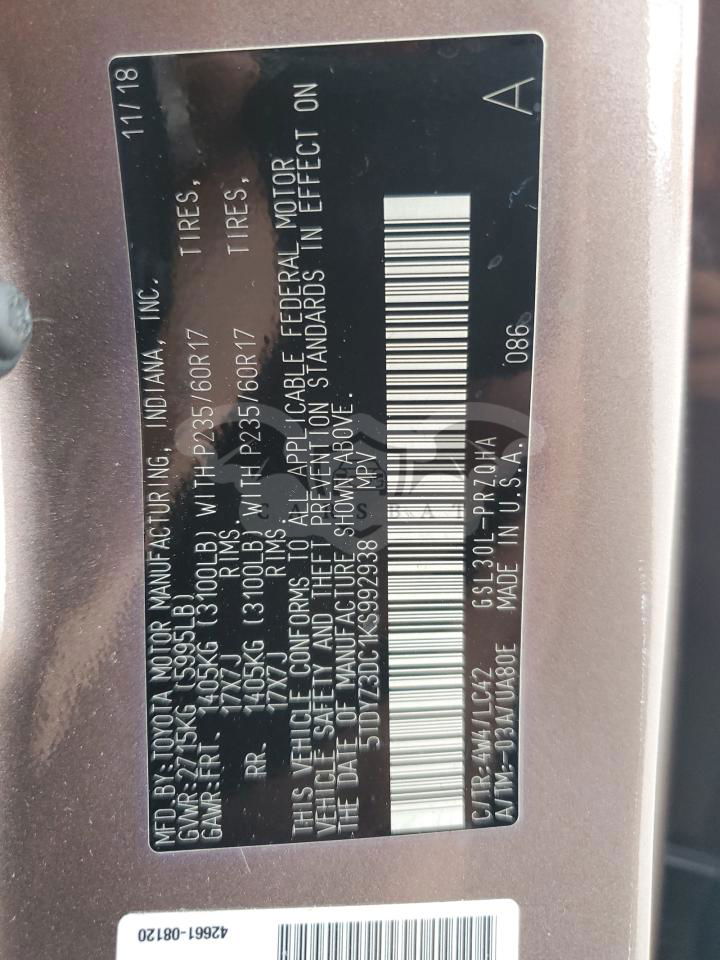 MFD BY:TOYOTA MOTOR MANUFACTURING, INDIANA, INC. 11/18
GVWR:2715KG (5995LB)
GAWR:FRT. 1405KG (3100LB) WITH P235/60R17 TIRES,
17X7J RIMS.
RR. 1405KG (3100LB) WITH P235/60R17 TIRES,
17X7J RIMS.
THIS VEHICLE CONFORMS TO ALL APPLICABLE FEDERAL MOTOR
VEHICLE SAFETY AND THEFT PREVENTION STANDARDS IN EFFECT ON
THE DATE OF MANUFACTURE SHOWN ABOVE.
5TDYZ3DC1KS992938 MPV
C/TR:4W4/LC42 GSL30L-PRZQHA 086 A
A/TM-03A/UA80E MADE IN U.S.A.
42661-08120
CARSBAT